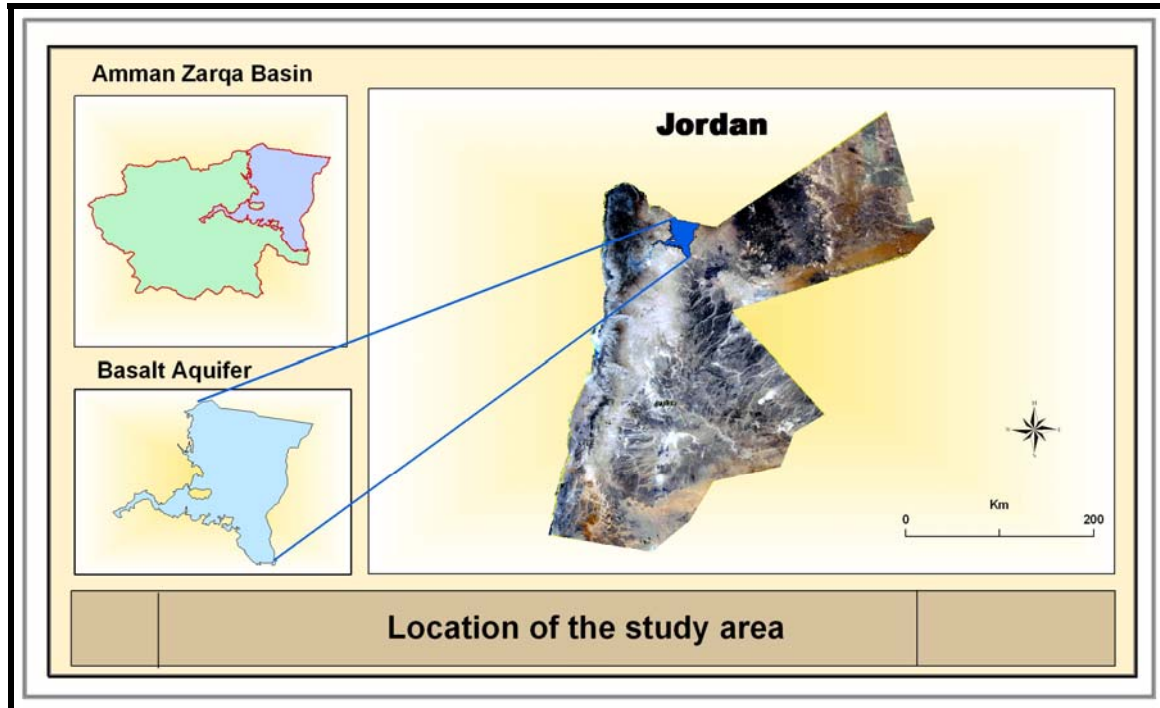 Amman Zarqa Basin
Jordan
Basalt Aquifer
Km
0 200
Location of the study area